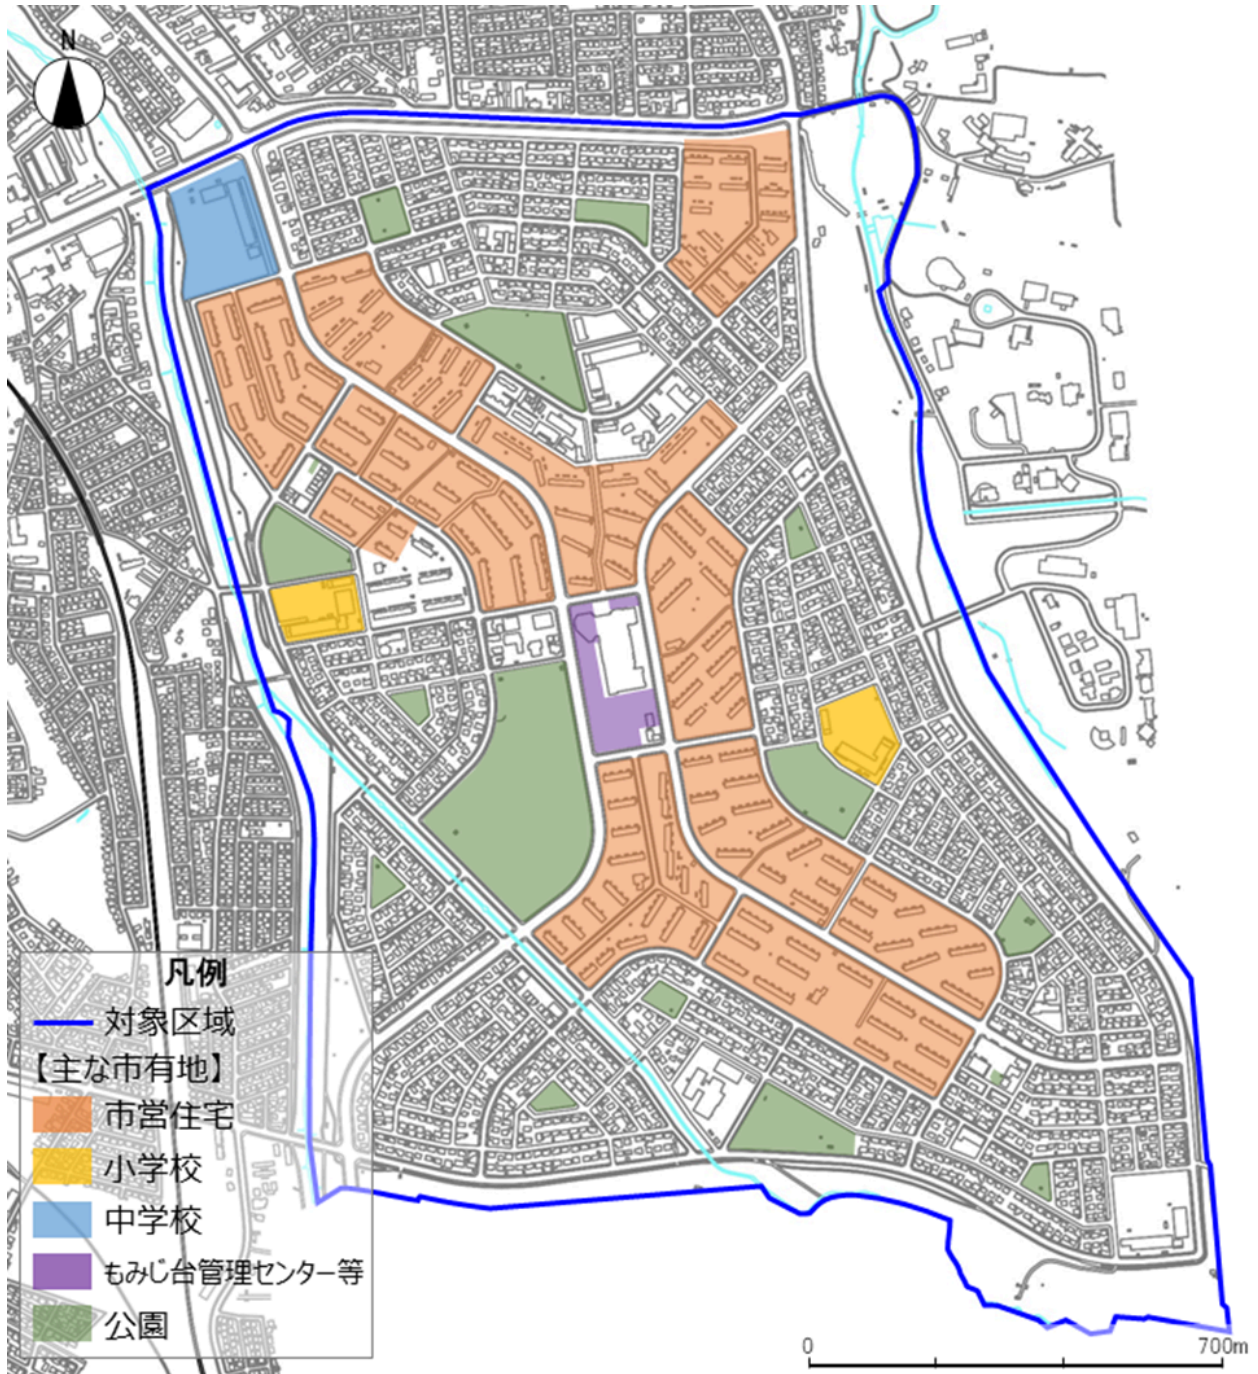 N
凡例
対象区域
【主な市有地】
市営住宅
小学校
中学校
もみじ台管理センター等
公園
0 700m